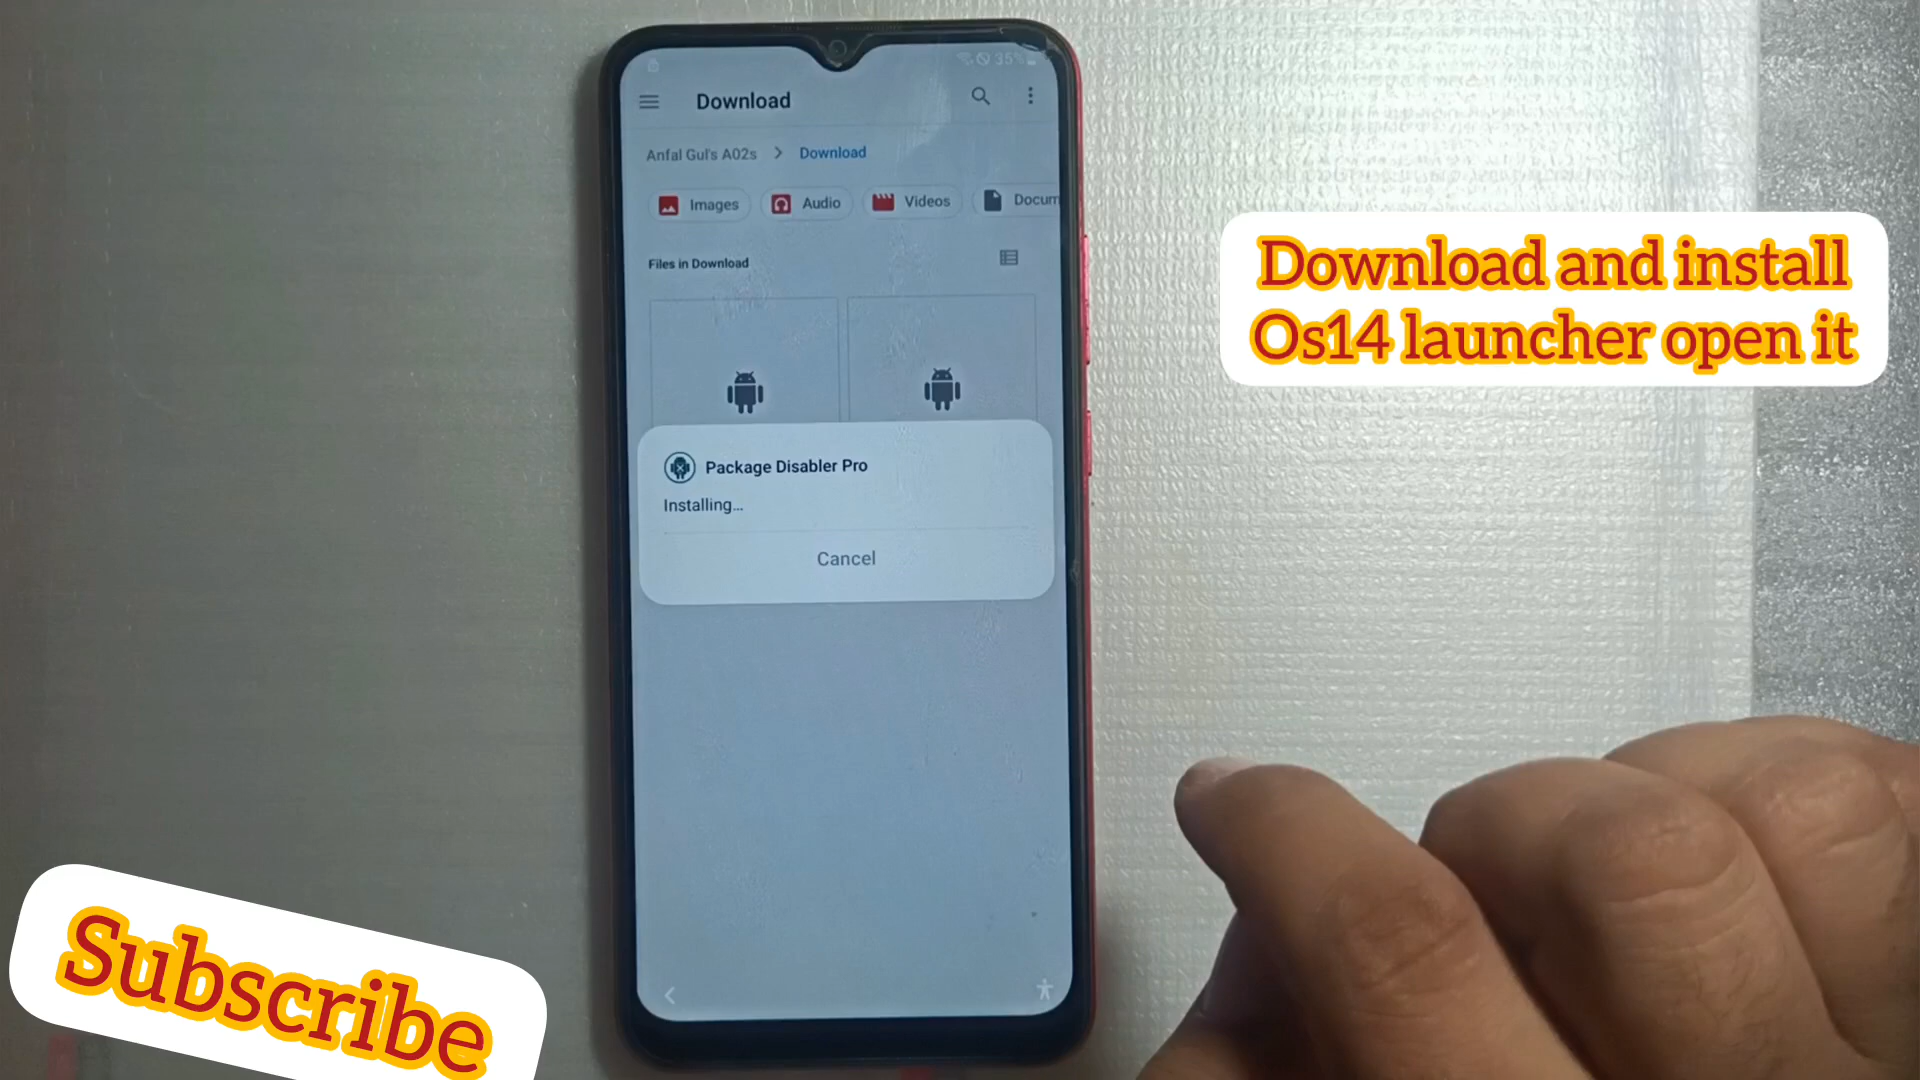 35%
Download
Anfal Gul's A02s > Download
Images Audio Videos Docum
Files in Download
Package Disabler Pro
Installing...
Cancel
Download and install
Os14 launcher open it
Subscribe